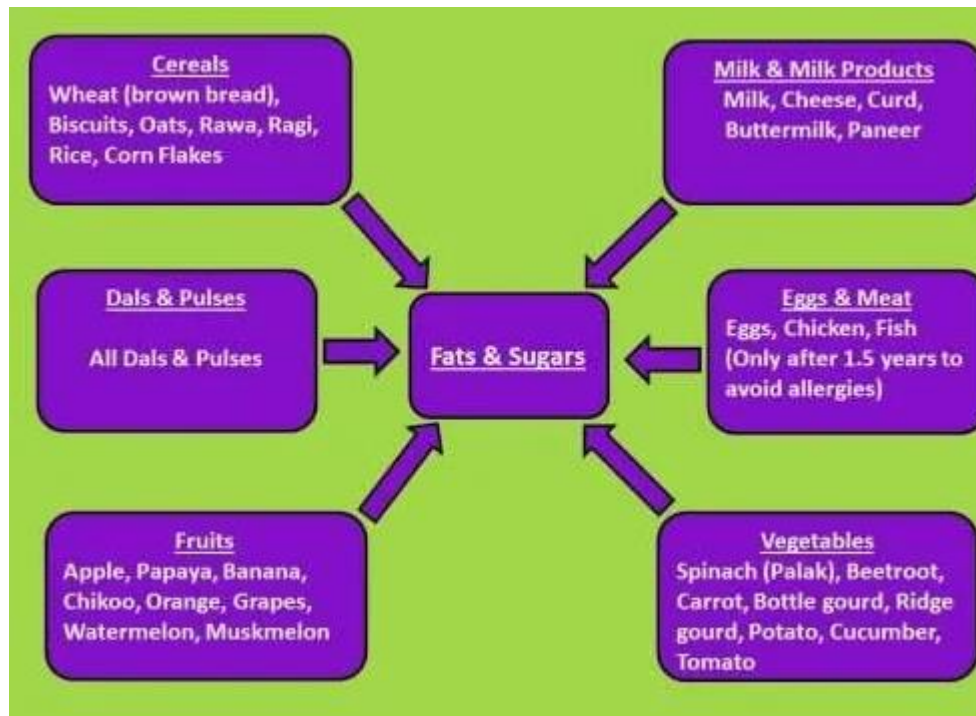 Cereals
Wheat (brown bread),
Biscuits, Oats, Rawa, Ragi,
Rice, Corn Flakes
Milk & Milk Products
Milk, Cheese, Curd,
Buttermilk, Paneer
Dals & Pulses
All Dals & Pulses
Fats & Sugars
Eggs & Meat
Eggs, Chicken, Fish
(Only after 1.5 years to
avoid allergies)
Fruits
Apple, Papaya, Banana,
Chikoo, Orange, Grapes,
Watermelon, Muskmelon
Vegetables
Spinach (Palak), Beetroot,
Carrot, Bottle gourd, Ridge
gourd, Potato, Cucumber,
Tomato